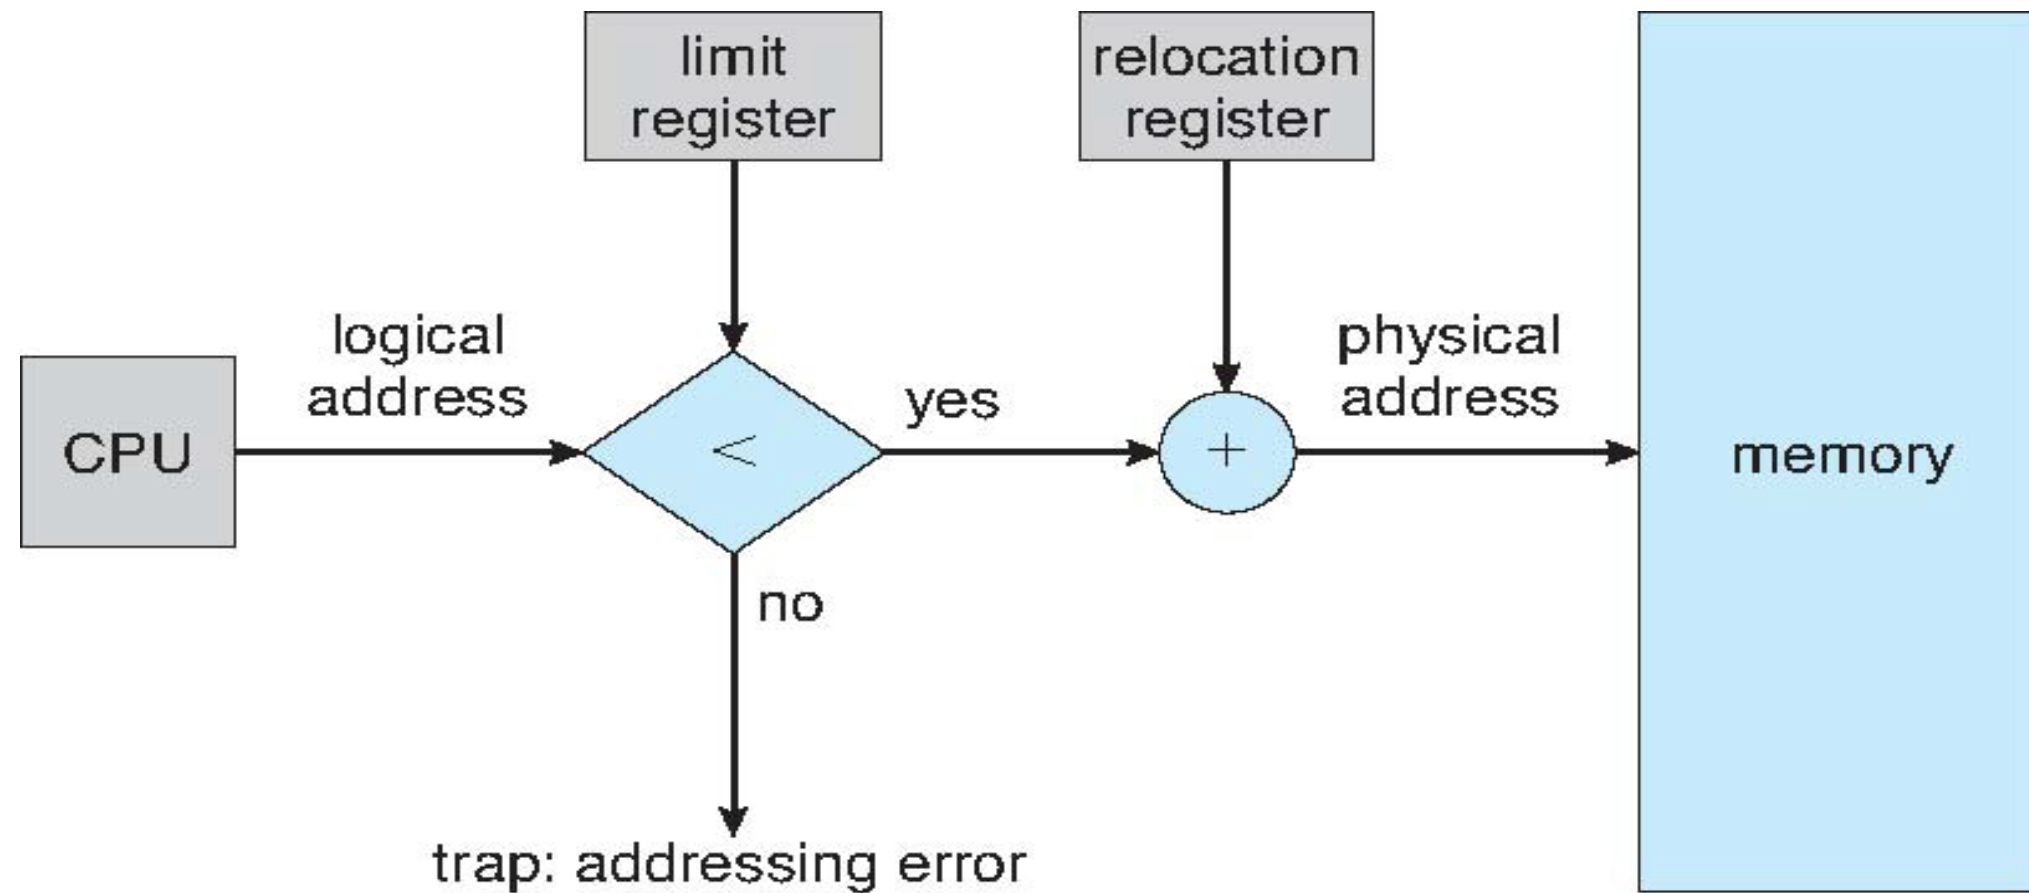 limit
register
relocation
register
logical
address
physical
address
CPU
<
yes
+
memory
no
trap: addressing error